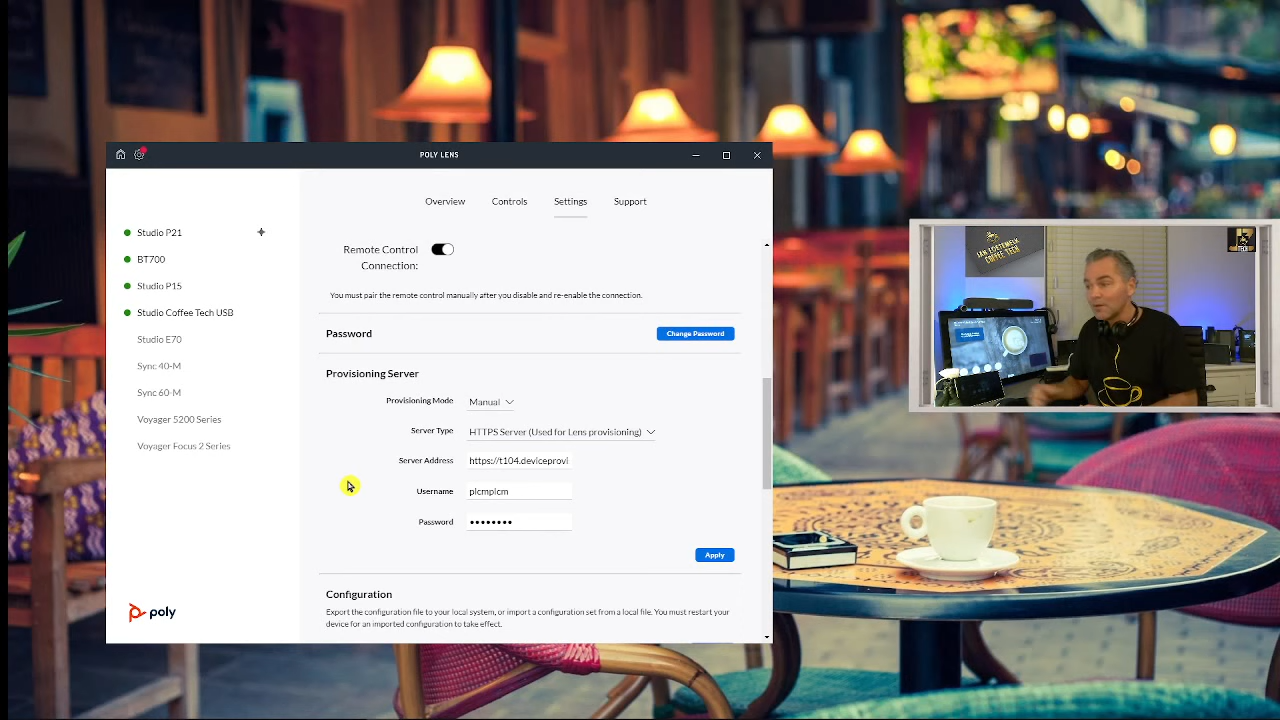 POLY LENS
Overview
Controls
Settings
Support
Studio P21
BT700
Studio P15
Studio Coffee Tech USB
Studio E70
Sync 40-M
Sync 60-M
Voyager 5200 Series
Voyager Focus 2 Series
poly
Remote Control
Connection:
You must pair the remote control manually after you disable and re-enable the connection.
Password
Change Password
Provisioning Server
Provisioning Mode
Manual
Server Type
HTTPS Server (Used for Lens provisioning)
Server Address
https://t104.deviceprovi
Username
plcmplcm
Password
••••••••
Apply
Configuration
Export the configuration file to your local system, or import a configuration set from a local file. You must restart your
device for an imported configuration to take effect.
COFFEE TECH
TECH